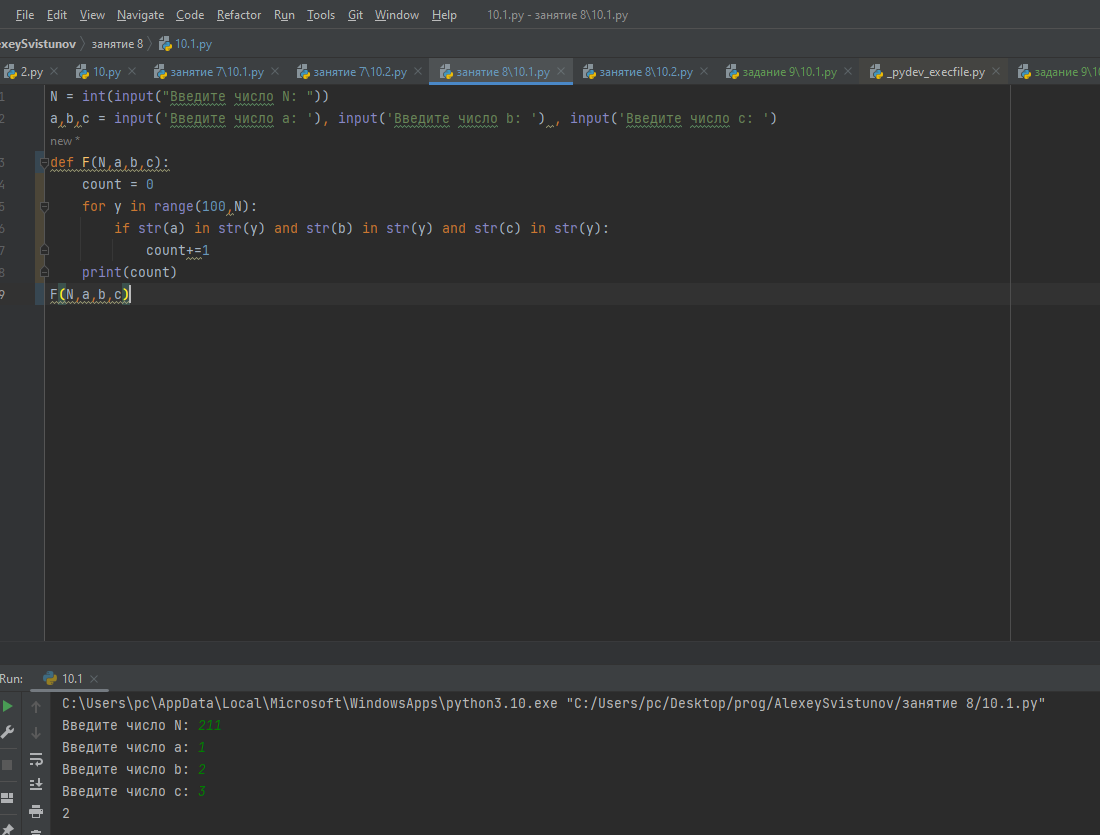 File Edit View Navigate Code Refactor Run Tools Git Window Help 10.1.py - занятие 8\10.1.py
exeySvistunov занятие 8 10.1.py
2.py 10.py занятие 7\10.1.py занятие 7\10.2.py занятие 8\10.1.py занятие 8\10.2.py задание 9\10.1.py _pydev_execfile.py задание 9\10
1 N = int(input("Введите число N: "))
2 a,b,c = input('Введите число a: '), input('Введите число b: ') , input('Введите число c: ')
new *
3 def F(N,a,b,c):
4 count = 0
5 for y in range(100,N):
6 if str(a) in str(y) and str(b) in str(y) and str(c) in str(y):
7 count+=1
8 print(count)
9 F(N,a,b,c)
Run: 10.1
C:\Users\pc\AppData\Local\Microsoft\WindowsApps\python3.10.exe "C:/Users/pc/Desktop/prog/AlexeySvistunov/занятие 8/10.1.py"
Введите число N: 211
Введите число a: 1
Введите число b: 2
Введите число c: 3
2